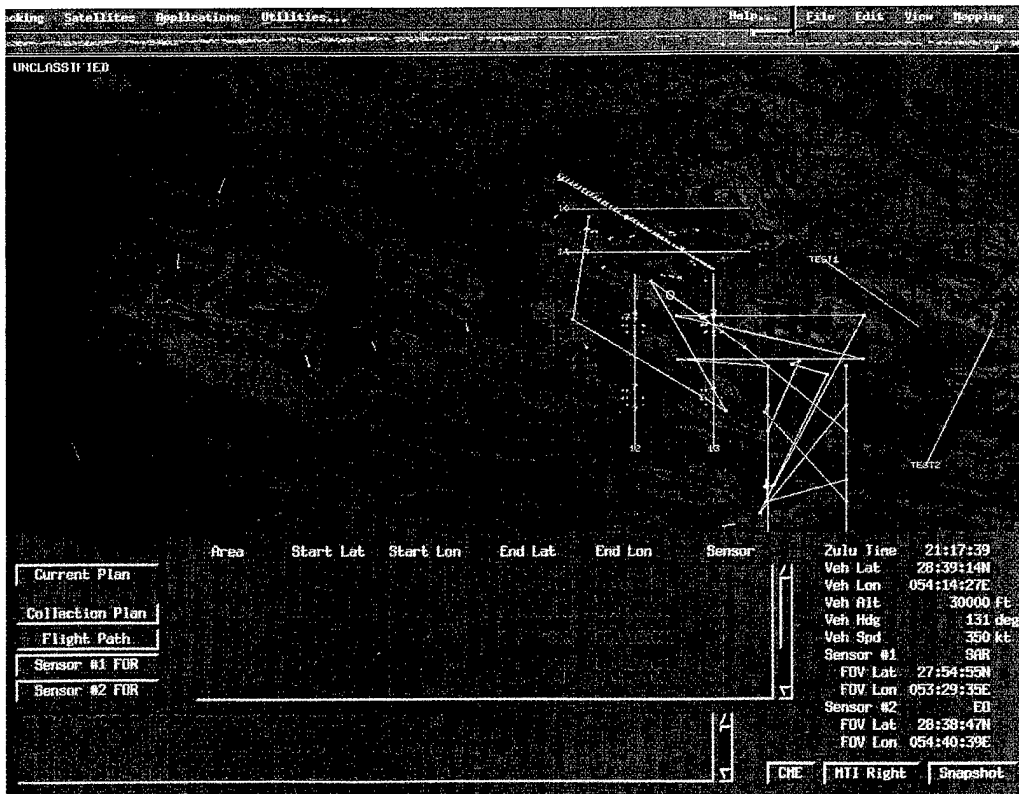 cking Satellites Applications Utilities... Help... File Edit View Mapping
UNCLASSIFIED
TEST1
12
13
TEST2
Area Start Lat Start Lon End Lat End Lon Sensor
Current Plan
Collection Plan
Flight Path
Sensor #1 FOR
Sensor #2 FOR
Zulu Time 21:17:39
Veh Lat 28:39:14N
Veh Lon 054:14:27E
Veh Alt 30000 ft
Veh Hdg 131 deg
Veh Spd 350 kt
Sensor #1 SAR
FOV Lat 27:54:55N
FOV Lon 053:29:35E
Sensor #2 EO
FOV Lat 28:38:47N
FOV Lon 054:40:39E
CME MTI Right Snapshot